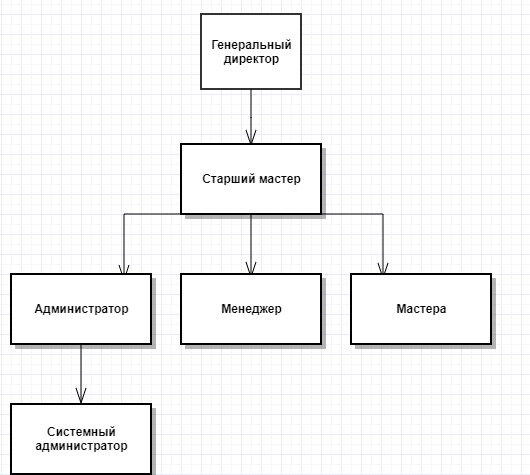 Генеральный
директор
Старший мастер
Администратор
Менеджер
Мастера
Системный
администратор